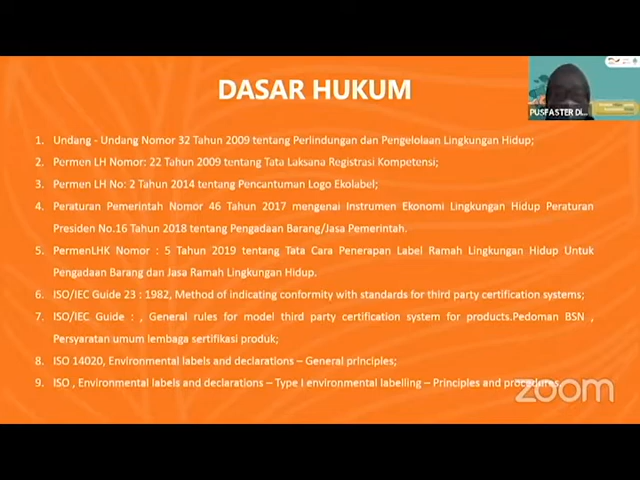 DASAR HUKUM
PUSFASTER DI...
1. Undang - Undang Nomor 32 Tahun 2009 tentang Perlindungan dan Pengelolaan Lingkungan Hidup;
2. Permen LH Nomor: 22 Tahun 2009 tentang Tata Laksana Registrasi Kompetensi;
3. Permen LH No: 2 Tahun 2014 tentang Pencantuman Logo Ekolabel;
4. Peraturan Pemerintah Nomor 46 Tahun 2017 mengenai Instrumen Ekonomi Lingkungan Hidup Peraturan
Presiden No.16 Tahun 2018 tentang Pengadaan Barang/Jasa Pemerintah.
5. PermenLHK Nomor : 5 Tahun 2019 tentang Tata Cara Penerapan Label Ramah Lingkungan Hidup Untuk
Pengadaan Barang dan Jasa Ramah Lingkungan Hidup.
6. ISO/IEC Guide 23 : 1982, Method of indicating conformity with standards for third party certification systems;
7. ISO/IEC Guide : , General rules for model third party certification system for products.Pedoman BSN ,
Persyaratan umum lembaga sertifikasi produk;
8. ISO 14020, Environmental labels and declarations – General principles;
9. ISO , Environmental labels and declarations – Type I environmental labelling – Principles and procedures
zoom